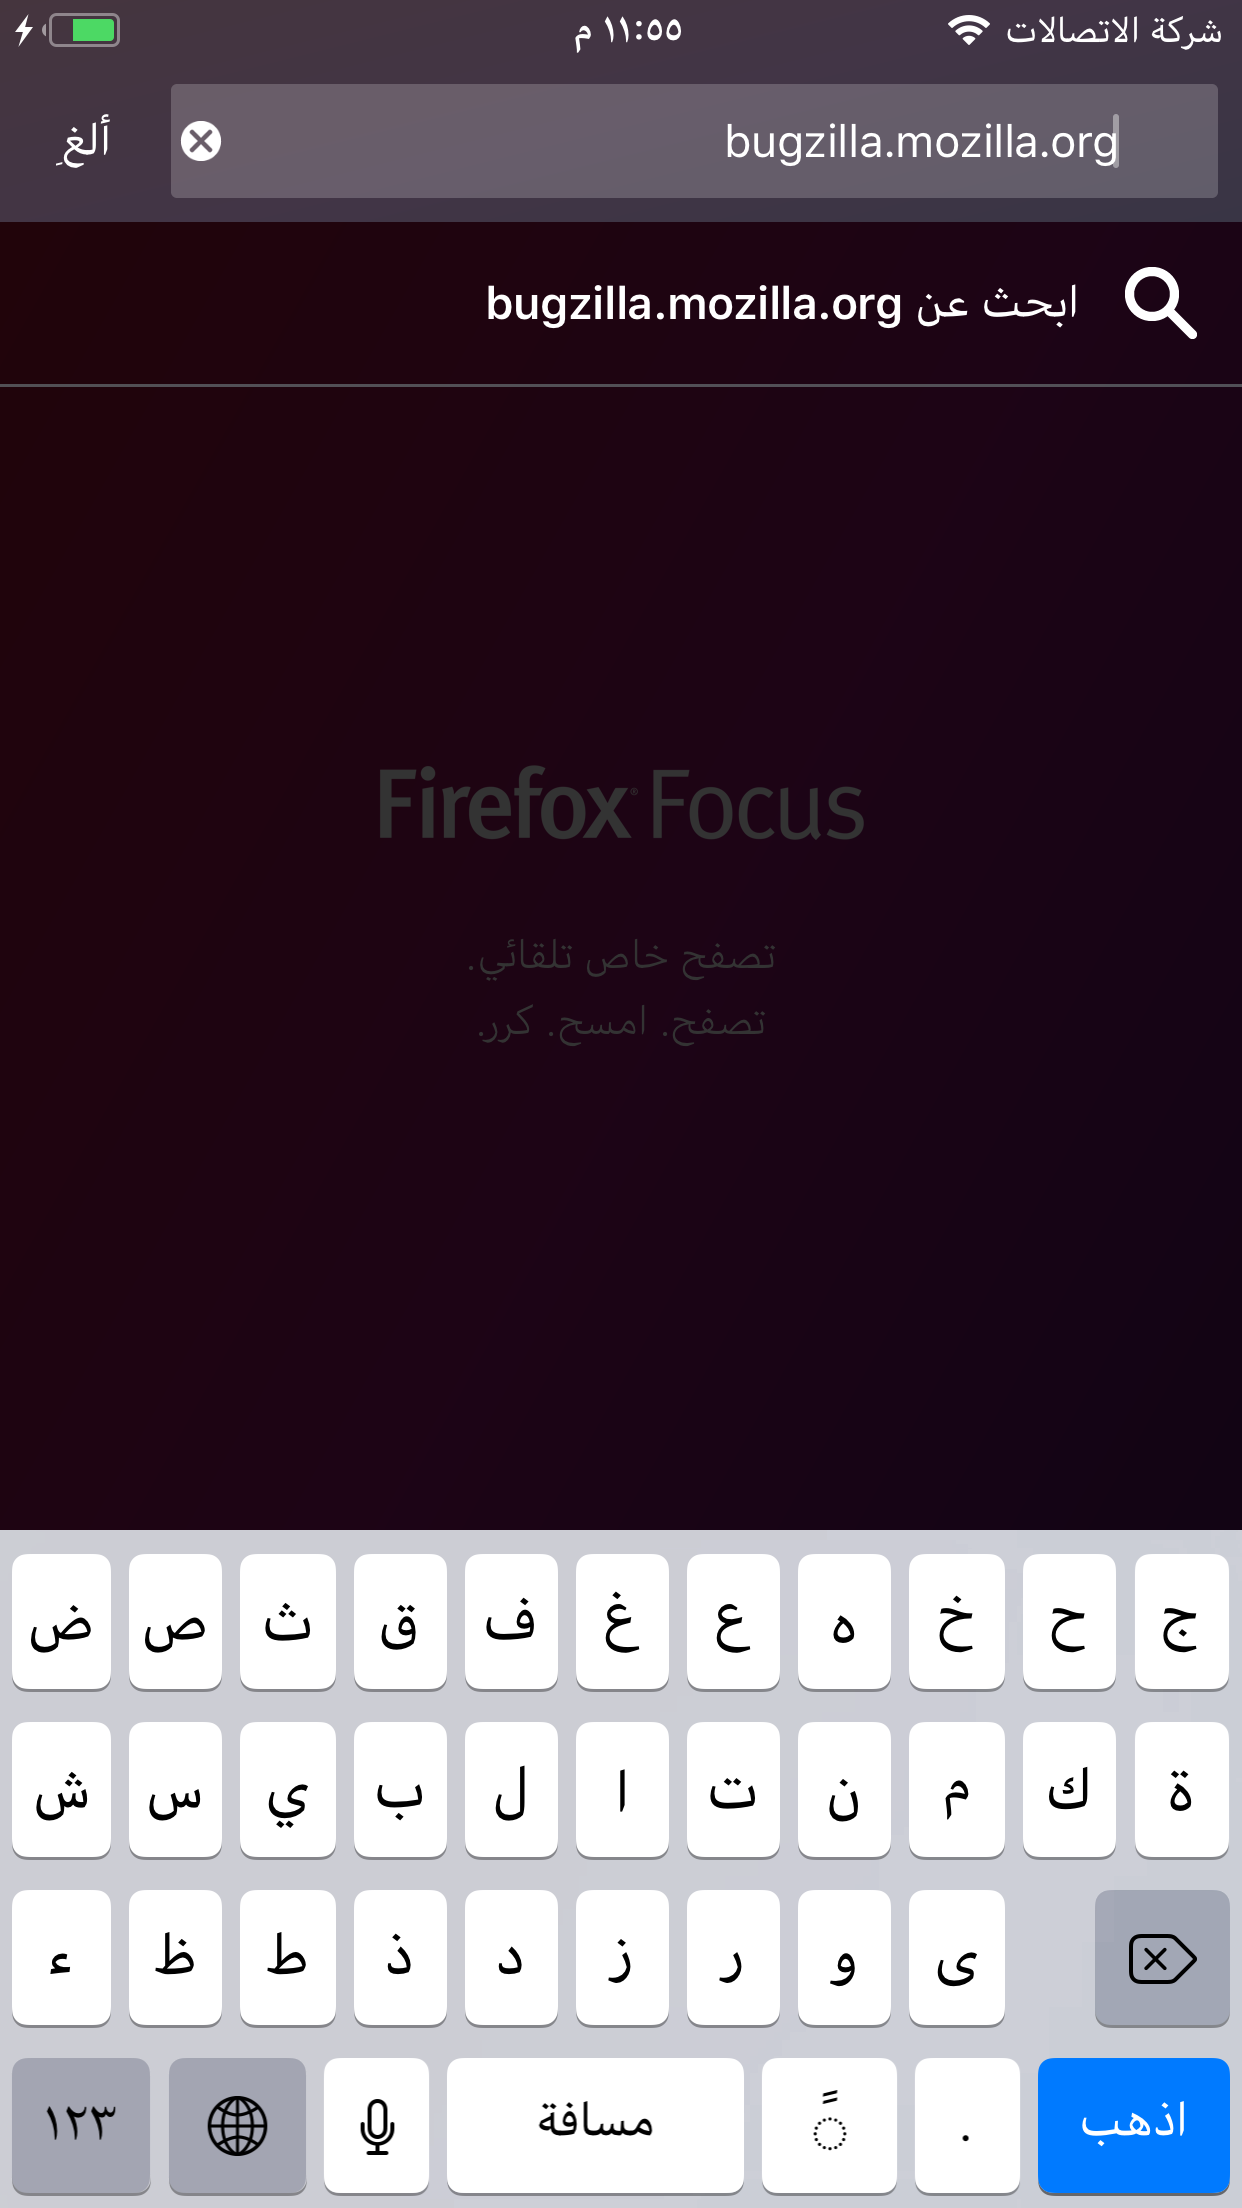 شركة الاتصالات ١١:٥٥ م
bugzilla.mozilla.org ألغِ
ابحث عن bugzilla.mozilla.org
Firefox® Focus
تصفح خاص تلقائي.
تصفح. امسح. كرر.
ض ص ث ق ف غ ع ه خ ح ج
ش س ي ب ل ا ت ن م ك ة
ء ظ ط ذ د ز ر و ى
١٢٣ مسافة ً . اذهب